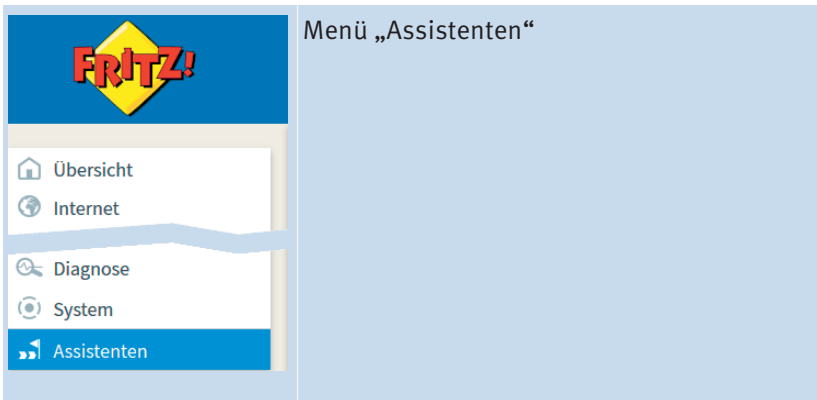 FRITZ!
Menü „Assistenten“
Übersicht
Internet
Diagnose
System
Assistenten